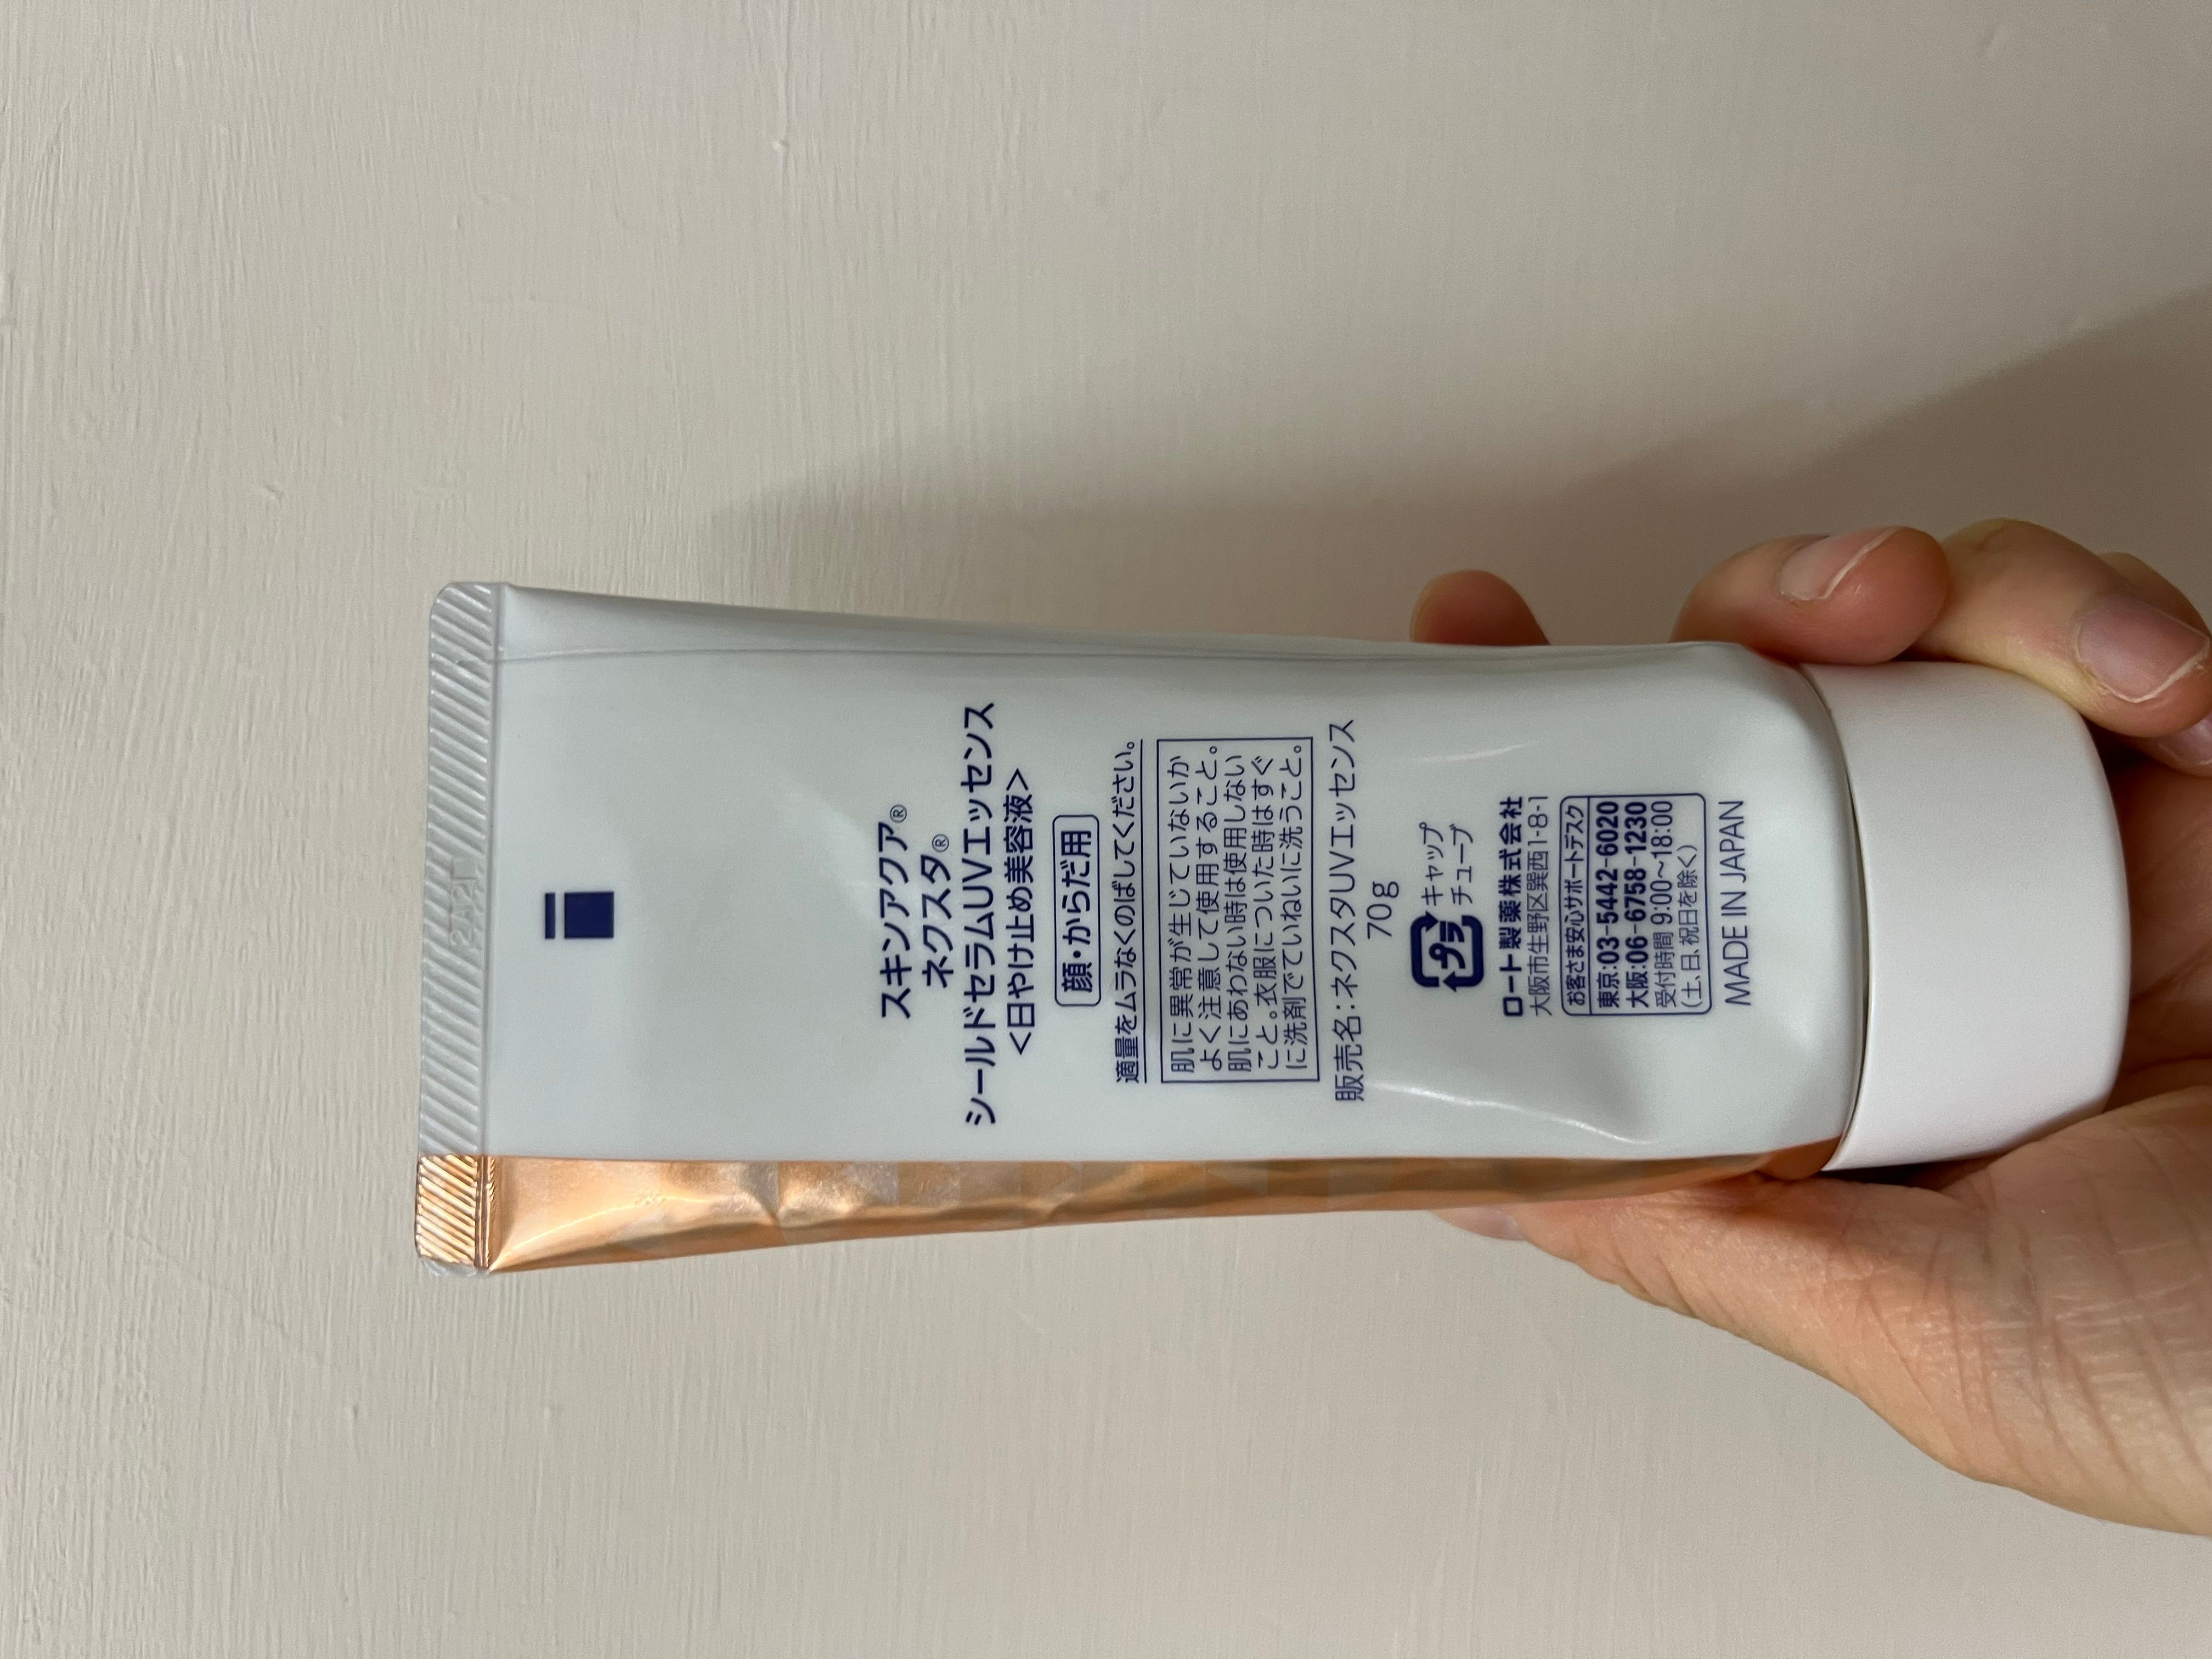 スキンアクア®
ネクスタ®
シールドセラムUVエッセンス
<日やけ止め美容液>
顔・からだ用
適量をムラなくのばしてください。
肌に異常が生じていないか
よく注意して使用すること。
肌にあわない時は使用しない
こと。衣服についた時はすぐ
に洗剤でていねいに洗うこと。
販売名:ネクスタUVエッセンス
70g
プラ
キャップ
チューブ
ロート製薬株式会社
大阪市生野区巽西1-8-1
お客さま安心サポートデスク
東京:03-5442-6020
大阪:06-6758-1230
受付時間 9:00~18:00
(土、日、祝日を除く)
MADE IN JAPAN